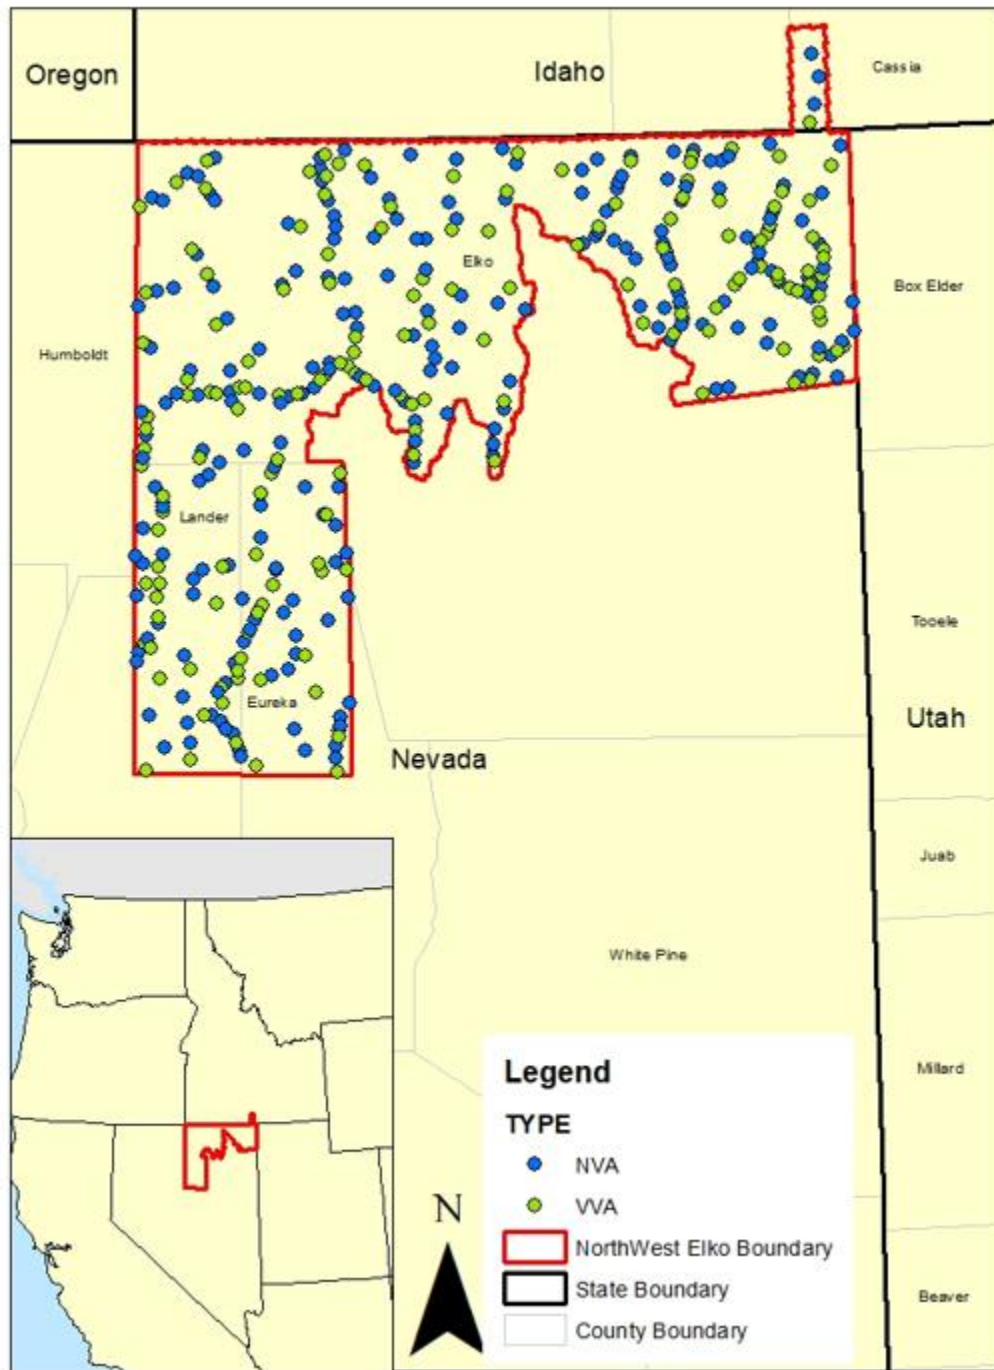 Oregon
Idaho
Cassia
Elko
Box Elder
Humboldt
Lander
Tooele
Eureka
Utah
Nevada
Juab
White Pine
Millard
Beaver
N
Legend
TYPE
NVA
VVA
NorthWest Elko Boundary
State Boundary
County Boundary